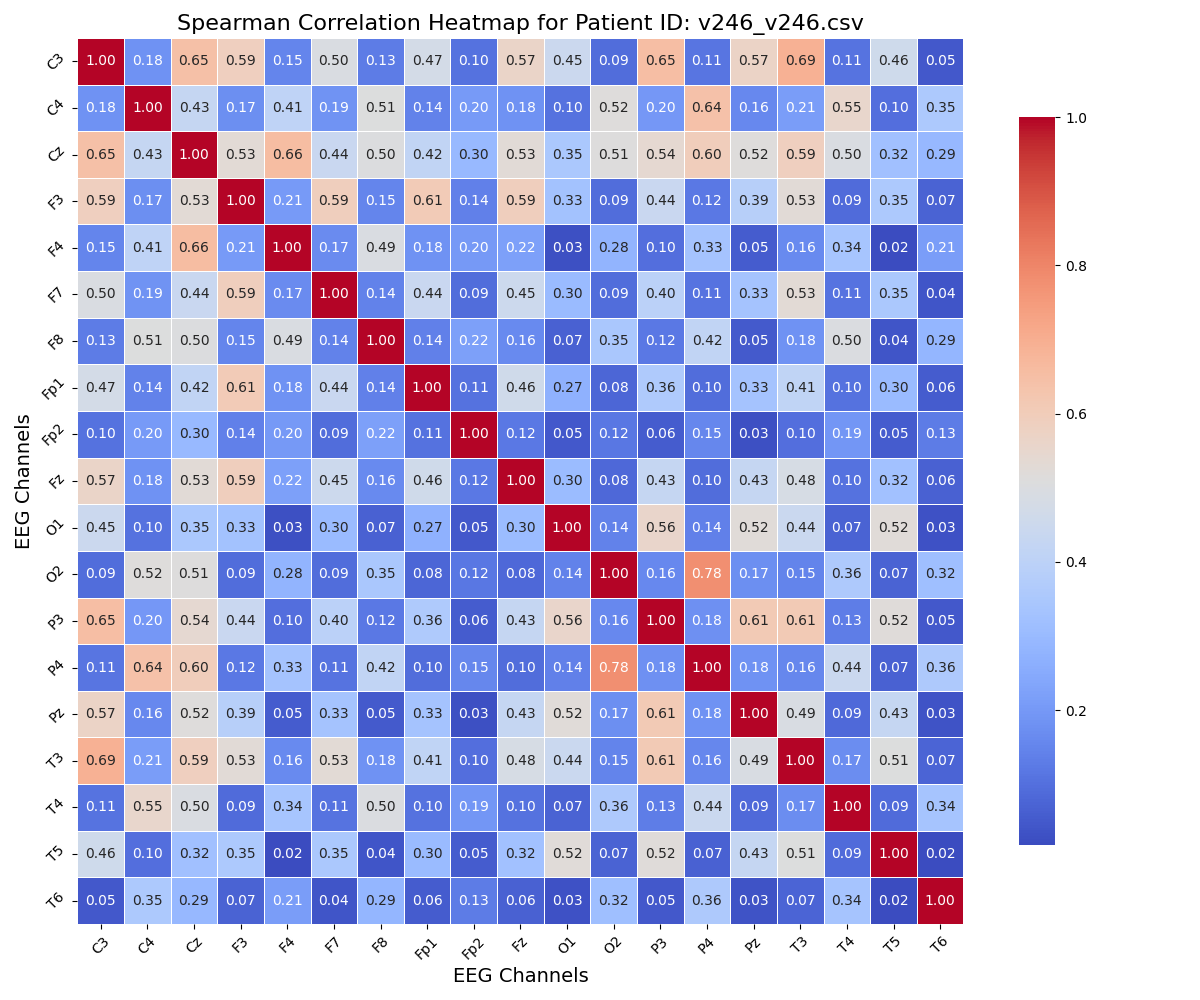 Spearman Correlation Heatmap for Patient ID: v246_v246.csv
C3 1.00 0.18 0.65 0.59 0.15 0.50 0.13 0.47 0.10 0.57 0.45 0.09 0.65 0.11 0.57 0.69 0.11 0.46 0.05
C4 0.18 1.00 0.43 0.17 0.41 0.19 0.51 0.14 0.20 0.18 0.10 0.52 0.20 0.64 0.16 0.21 0.55 0.10 0.35
Cz 0.65 0.43 1.00 0.53 0.66 0.44 0.50 0.42 0.30 0.53 0.35 0.51 0.54 0.60 0.52 0.59 0.50 0.32 0.29
F3 0.59 0.17 0.53 1.00 0.21 0.59 0.15 0.61 0.14 0.59 0.33 0.09 0.44 0.12 0.39 0.53 0.09 0.35 0.07
F4 0.15 0.41 0.66 0.21 1.00 0.17 0.49 0.18 0.20 0.22 0.03 0.28 0.10 0.33 0.05 0.16 0.34 0.02 0.21
F7 0.50 0.19 0.44 0.59 0.17 1.00 0.14 0.44 0.09 0.45 0.30 0.09 0.40 0.11 0.33 0.53 0.11 0.35 0.04
F8 0.13 0.51 0.50 0.15 0.49 0.14 1.00 0.14 0.22 0.16 0.07 0.35 0.12 0.42 0.05 0.18 0.50 0.04 0.29
Fp1 0.47 0.14 0.42 0.61 0.18 0.44 0.14 1.00 0.11 0.46 0.27 0.08 0.36 0.10 0.33 0.41 0.10 0.30 0.06
Fp2 0.10 0.20 0.30 0.14 0.20 0.09 0.22 0.11 1.00 0.12 0.05 0.12 0.06 0.15 0.03 0.10 0.19 0.05 0.13
Fz 0.57 0.18 0.53 0.59 0.22 0.45 0.16 0.46 0.12 1.00 0.30 0.08 0.43 0.10 0.43 0.48 0.10 0.32 0.06
O1 0.45 0.10 0.35 0.33 0.03 0.30 0.07 0.27 0.05 0.30 1.00 0.14 0.56 0.14 0.52 0.44 0.07 0.52 0.03
O2 0.09 0.52 0.51 0.09 0.28 0.09 0.35 0.08 0.12 0.08 0.14 1.00 0.16 0.78 0.17 0.15 0.36 0.07 0.32
P3 0.65 0.20 0.54 0.44 0.10 0.40 0.12 0.36 0.06 0.43 0.56 0.16 1.00 0.18 0.61 0.61 0.13 0.52 0.05
P4 0.11 0.64 0.60 0.12 0.33 0.11 0.42 0.10 0.15 0.10 0.14 0.78 0.18 1.00 0.18 0.16 0.44 0.07 0.36
Pz 0.57 0.16 0.52 0.39 0.05 0.33 0.05 0.33 0.03 0.43 0.52 0.17 0.61 0.18 1.00 0.49 0.09 0.43 0.03
T3 0.69 0.21 0.59 0.53 0.16 0.53 0.18 0.41 0.10 0.48 0.44 0.15 0.61 0.16 0.49 1.00 0.17 0.51 0.07
T4 0.11 0.55 0.50 0.09 0.34 0.11 0.50 0.10 0.19 0.10 0.07 0.36 0.13 0.44 0.09 0.17 1.00 0.09 0.34
T5 0.46 0.10 0.32 0.35 0.02 0.35 0.04 0.30 0.05 0.32 0.52 0.07 0.52 0.07 0.43 0.51 0.09 1.00 0.02
T6 0.05 0.35 0.29 0.07 0.21 0.04 0.29 0.06 0.13 0.06 0.03 0.32 0.05 0.36 0.03 0.07 0.34 0.02 1.00
C3 C4 Cz F3 F4 F7 F8 Fp1 Fp2 Fz O1 O2 P3 P4 Pz T3 T4 T5 T6
EEG Channels
EEG Channels
1.0
0.8
0.6
0.4
0.2